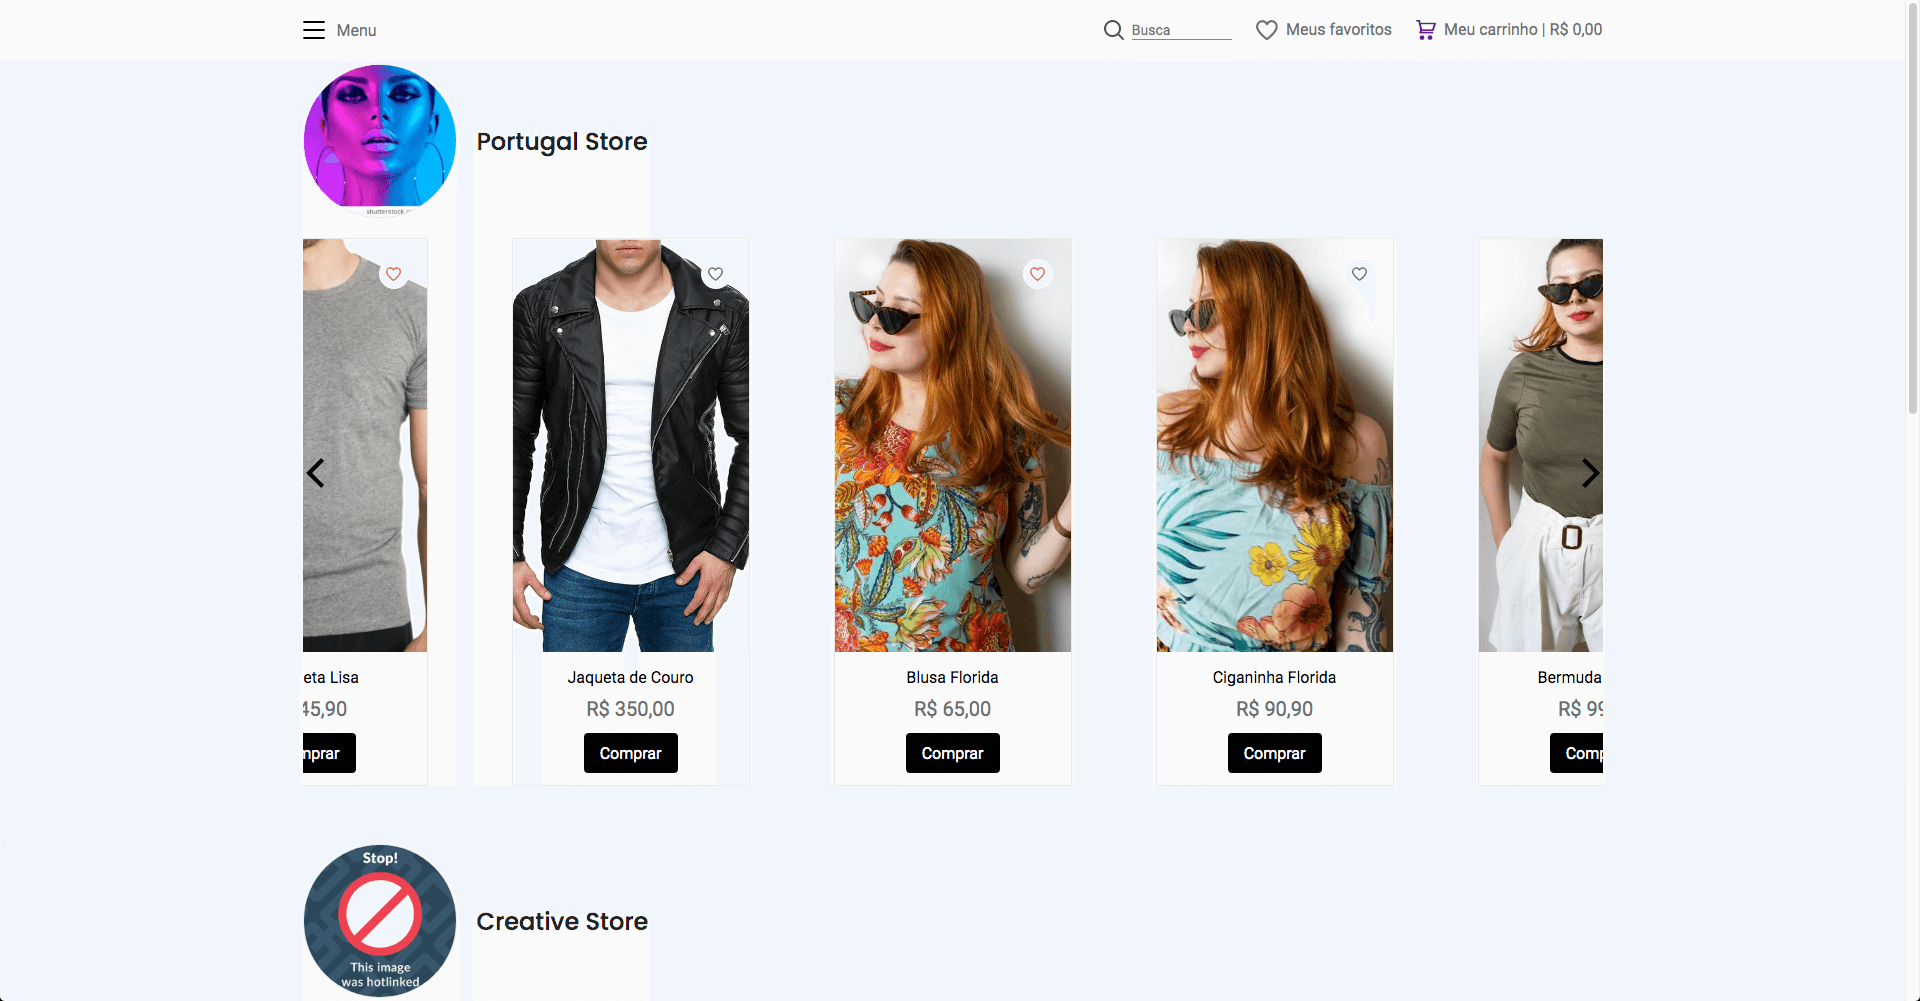 Menu
Busca
Meus favoritos
Meu carrinho | R$ 0,00
shutterstock
Portugal Store
eta Lisa
45,90
nprar
Jaqueta de Couro
R$ 350,00
Comprar
Blusa Florida
R$ 65,00
Comprar
Ciganinha Florida
R$ 90,90
Comprar
Bermuda
R$ 99
Comp
Stop!
This image
was hotlinked
Creative Store